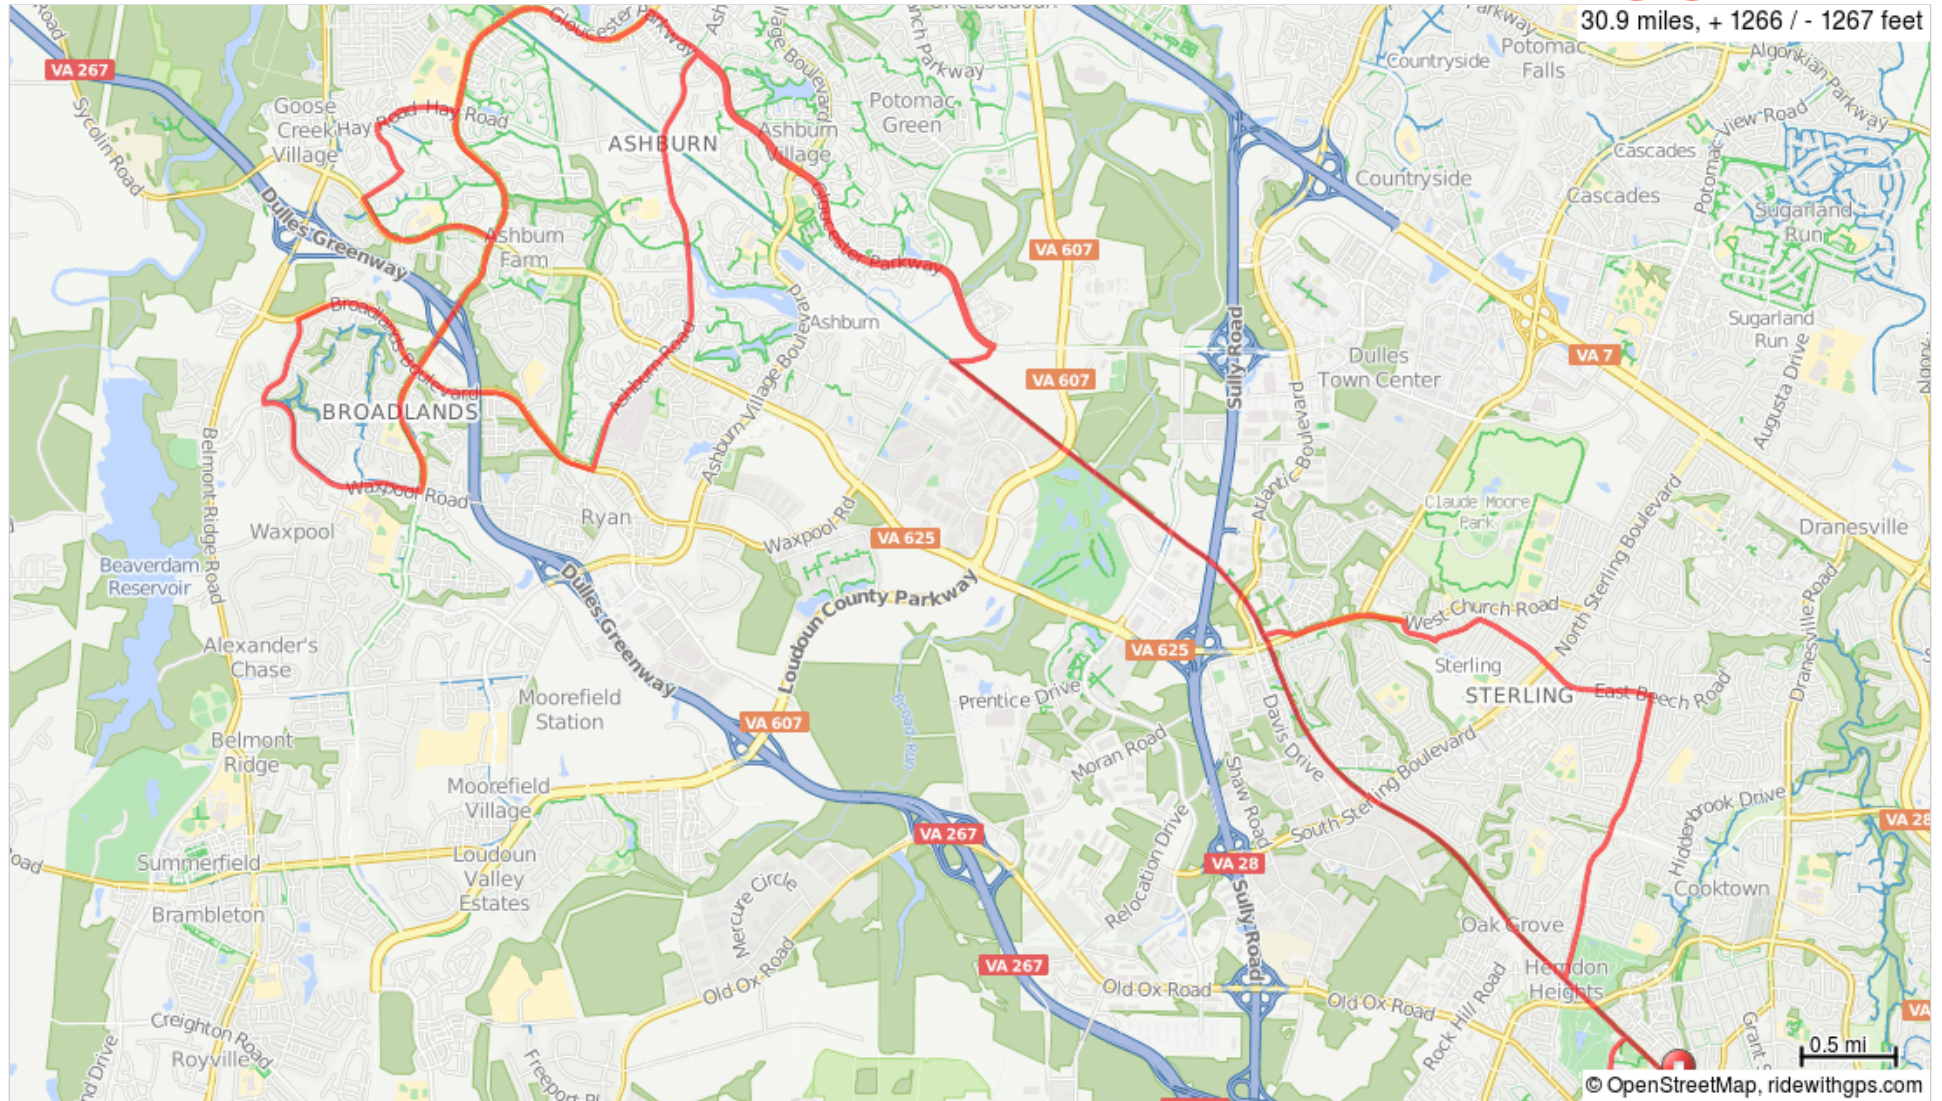 30.9 miles, + 1266 / - 1267 feet
Road
VA 267
Sycolin Road
Gloucester Parkway
Parkway
Countryside
Potomac
Falls
Algonkian Parkway
Goose
Creek
Village
Hay Road
Hay Road
ASHBURN
Potomac
Green
Ashburn
Village
Potomac View Road
Cascades
Countryside
Cascades
Sugarland
Run
Dulles Greenway
Ashburn
Farm
Gloucester Parkway
VA 607
Broadlands Boulevard
Ashburn
Ashburn Road
Ashburn Village Boulevard
Sully Road
Sugarland
Run
VA 7
Dulles
Town Center
VA 607
Augusta Drive
BROADLANDS
Belmont Ridge Road
Atlantic Boulevard
Waxpool Road
Waxpool
Ryan
Waxpool Rd
VA 625
Claude Moore
Park
North Sterling Boulevard
Dranesville
Beaverdam
Reservoir
Dulles Greenway
Loudoun County Parkway
West Church Road
Dranesville Road
Alexander's
Chase
VA 625
Sterling
STERLING
East Beech Road
Moorefield
Station
Prentice Drive
Broad Run
Davis Drive
VA 607
Belmont
Ridge
Moran Road
Shaw Road
South Sterling Boulevard
Moorefield
Village
Hiddenbrook Drive
VA 28
VA 267
Summerfield
Loudoun
Valley
Estates
Relocation Drive
VA 28
Cooktown
Mercure Circle
Sully Road
Brambleton
Oak Grove
Old Ox Road
VA 267
Herndon
Heights
Old Ox Road
Old Ox Road
Rock Hill Road
VA
Creighton Road
Royville
0.5 mi
© OpenStreetMap, ridewithgps.com